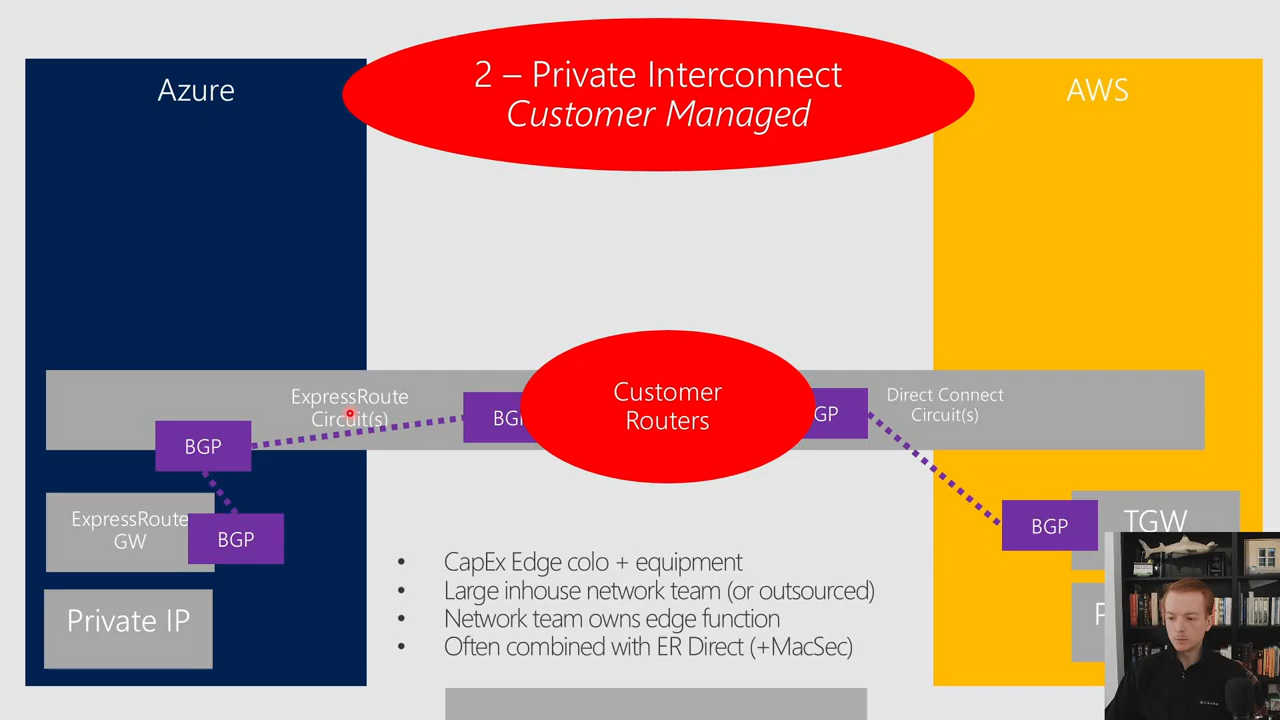 Azure
2 – Private Interconnect
Customer Managed
AWS
ExpressRoute
Circuit(s)
BGP
BGP
ExpressRoute
GW
BGP
Private IP
Customer
Routers
GP
Direct Connect
Circuit(s)
BGP
TGW
P
• CapEx Edge colo + equipment
• Large inhouse network team (or outsourced)
• Network team owns edge function
• Often combined with ER Direct (+MacSec)